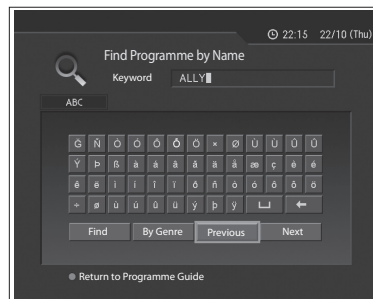 22:15 22/10 (Thu)
Find Programme by Name
Keyword ALLY
ABC
Ý Þ ß à á â ã ä å æ ç è é
ê ë ì í î ï ð ñ ò ó ô õ ö
÷ ø ù ú û ü ý þ ÿ
Find By Genre Previous Next
Return to Programme Guide